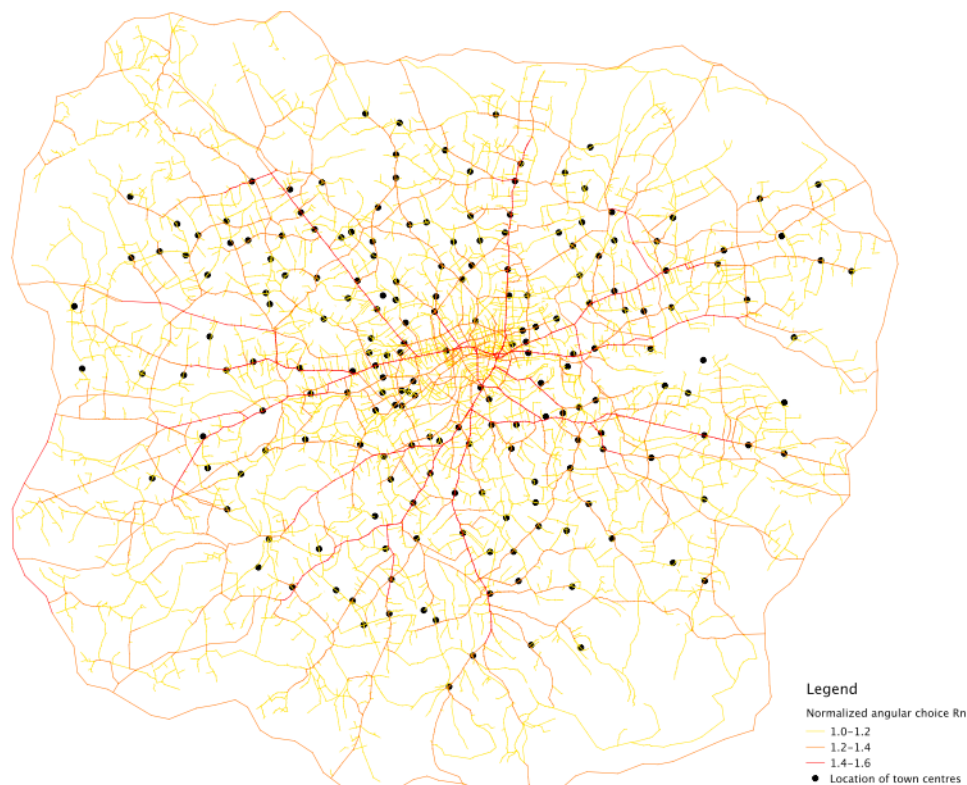 Legend
Normalized angular choice Rn
1.0-1.2
1.2-1.4
1.4-1.6
Location of town centres